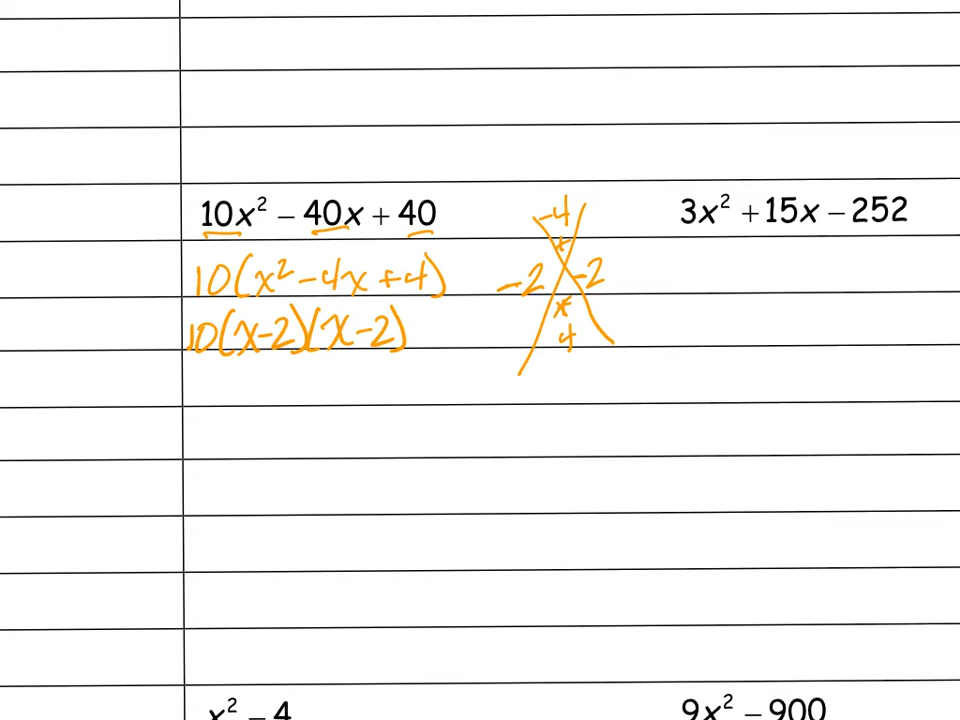 10x² – 40x + 40
3x² + 15x – 252
10(x² – 4x + 4)
10(x – 2)(x – 2)
–4
+
–2 –2
*
4
x² – 4
9x² – 900